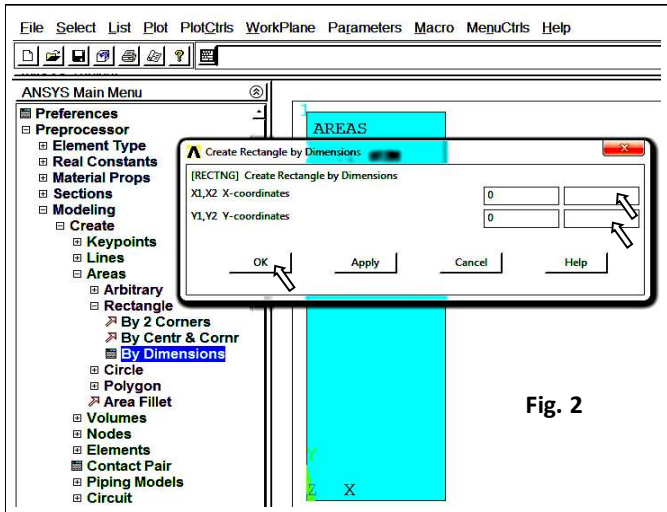 File Select List Plot PlotCtrls WorkPlane Parameters Macro MenuCtrls Help
ANSYS Main Menu
Preferences
Preprocessor
Element Type
Real Constants
Material Props
Sections
Modeling
Create
Keypoints
Lines
Areas
Arbitrary
Rectangle
By 2 Corners
By Centr & Cornr
By Dimensions
Circle
Polygon
Area Fillet
Volumes
Nodes
Elements
Contact Pair
Piping Models
Circuit
1
AREAS
Create Rectangle by Dimensions
[RECTNG] Create Rectangle by Dimensions
X1,X2 X-coordinates 0
Y1,Y2 Y-coordinates 0
OK Apply Cancel Help
Fig. 2
Y
Z X